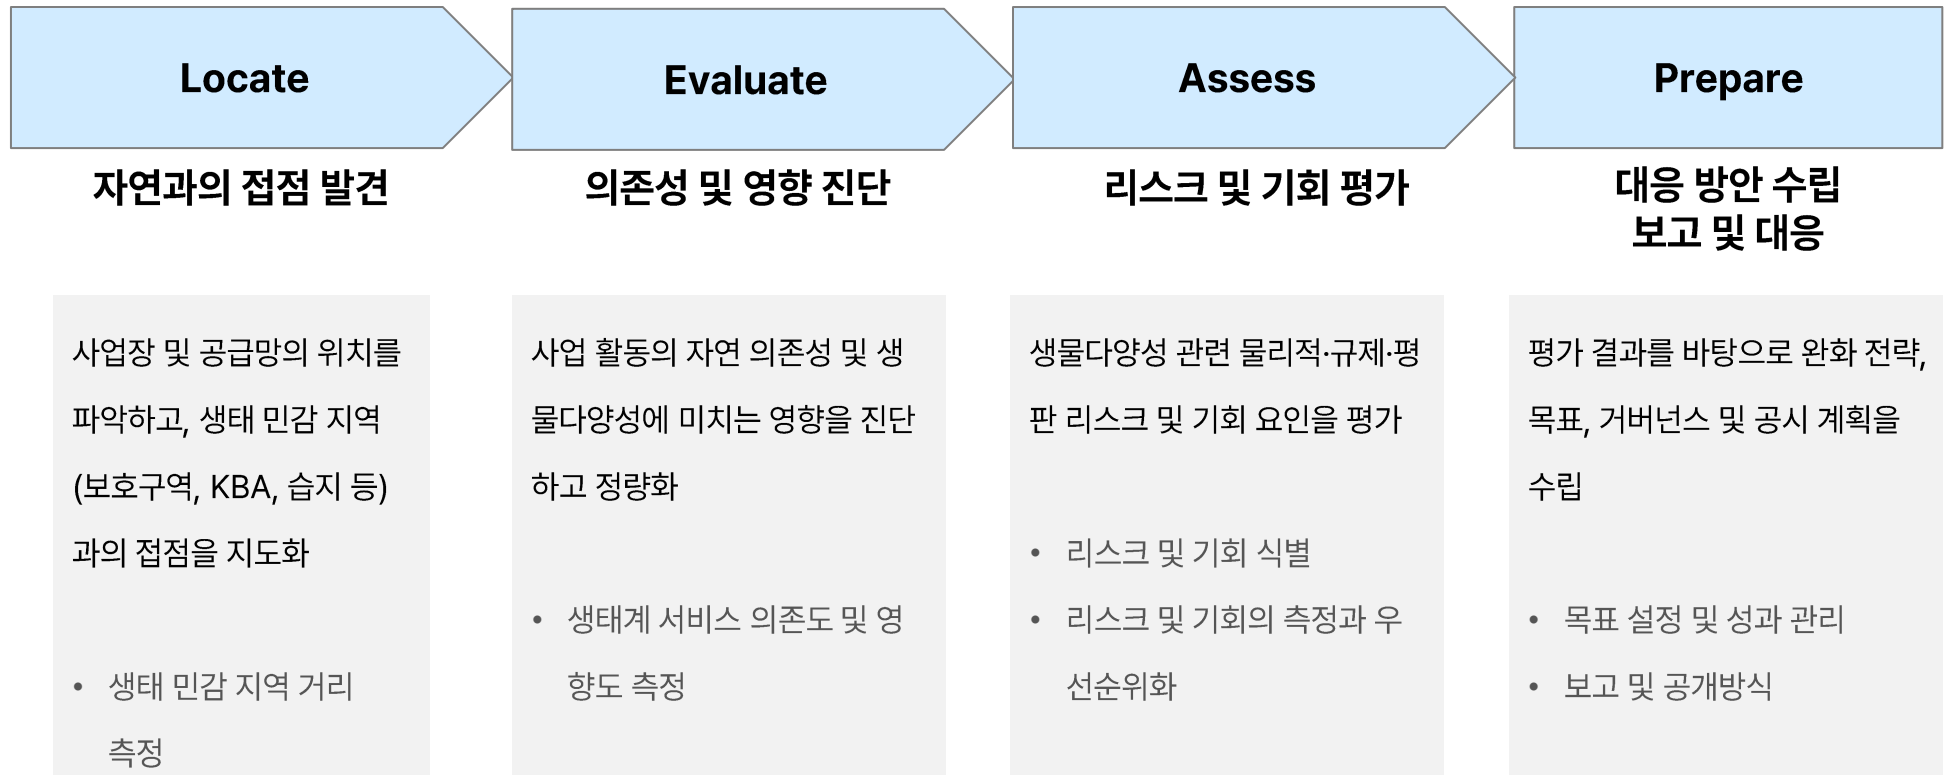 Locate
자연과의 접점 발견
사업장 및 공급망의 위치를
파악하고, 생태 민감 지역
(보호구역, KBA, 습지 등)
과의 접점을 지도화
• 생태 민감 지역 거리
측정
Evaluate
의존성 및 영향 진단
사업 활동의 자연 의존성 및 생
물다양성에 미치는 영향을 진단
하고 정량화
• 생태계 서비스 의존도 및 영
향도 측정
Assess
리스크 및 기회 평가
생물다양성 관련 물리적·규제·평
판 리스크 및 기회 요인을 평가
• 리스크 및 기회 식별
• 리스크 및 기회의 측정과 우
선순위화
Prepare
대응 방안 수립
보고 및 대응
평가 결과를 바탕으로 완화 전략,
목표, 거버넌스 및 공시 계획을
수립
• 목표 설정 및 성과 관리
• 보고 및 공개방식